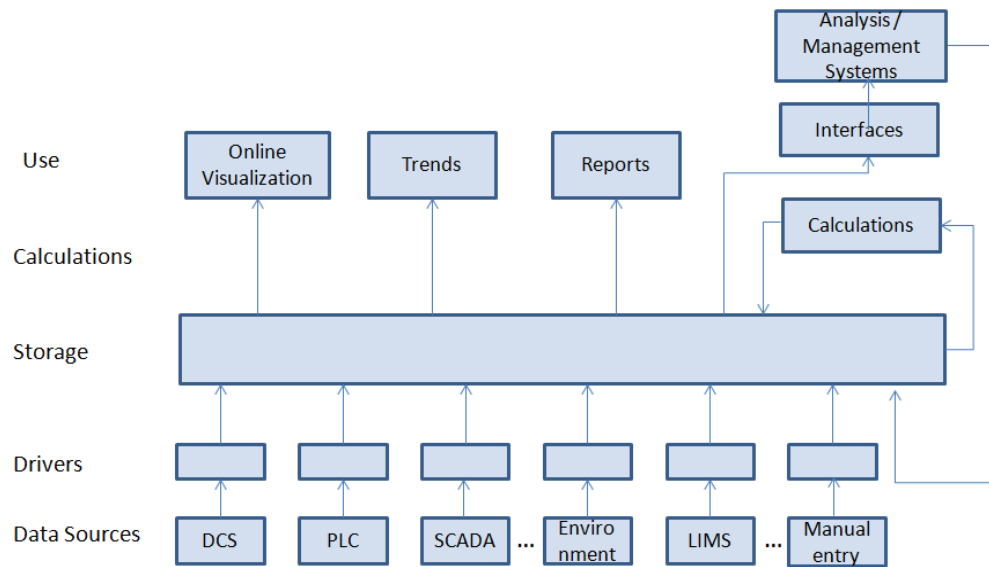 Analysis /
Management
Systems
Interfaces
Use
Online
Visualization
Trends
Reports
Calculations
Calculations
Storage
Drivers
Data Sources
DCS
PLC
SCADA
...
Enviro
nment
LIMS
...
Manual
entry